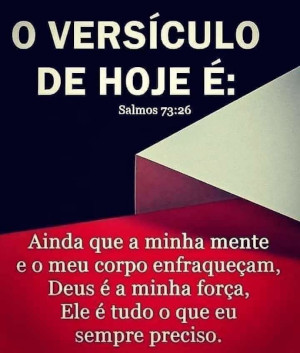 O VERSÍCULO
DE HOJE É:
Salmos 73:26
Ainda que a minha mente
e o meu corpo enfraqueçam,
Deus é a minha força,
Ele é tudo o que eu
sempre preciso.